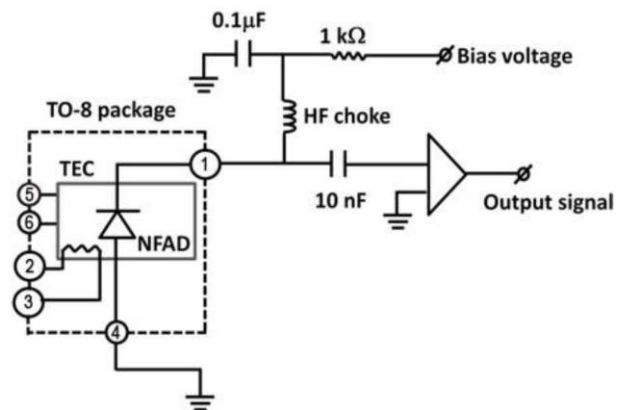 0.1μF
1 kΩ
Bias voltage
TO-8 package
HF choke
1
TEC
5
6
10 nF
Output signal
NFAD
2
3
4